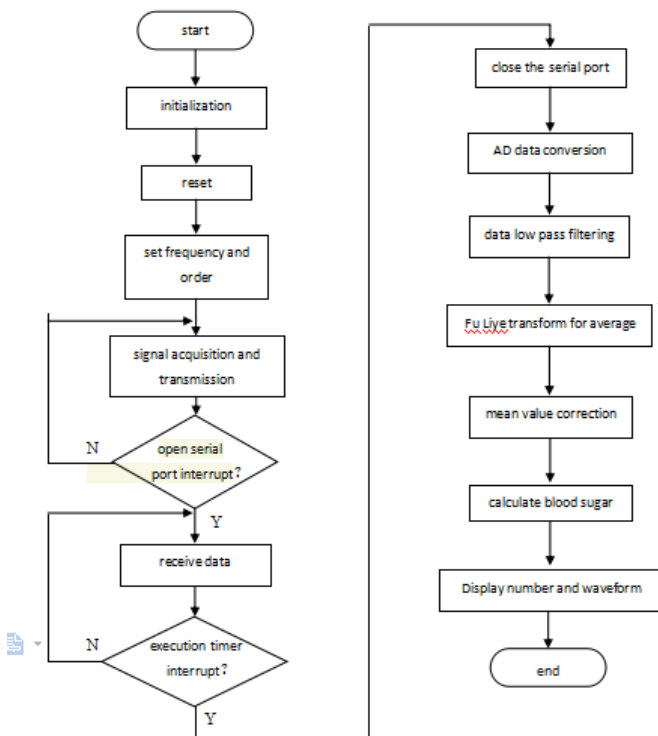 start
initialization
reset
set frequency and
order
signal acquisition and
transmission
N
open serial
port interrupt?
Y
receive data
N
execution timer
interrupt?
Y
close the serial port
AD data conversion
data low pass filtering
Fu Liye transform for average
mean value correction
calculate blood sugar
Display number and waveform
end